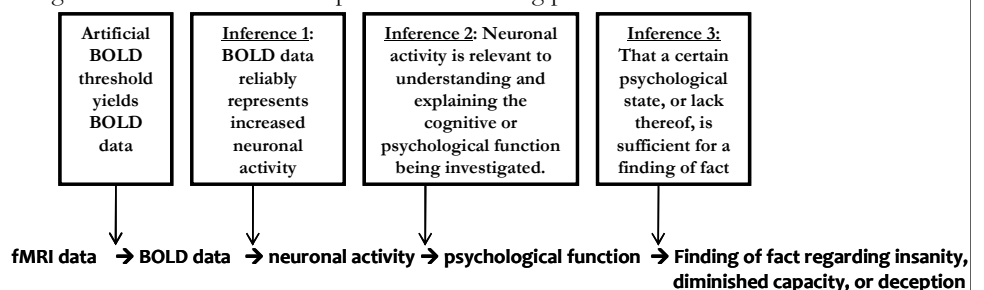 Artificial
BOLD
threshold
yields
BOLD
data
Inference 1:
BOLD data
reliably
represents
increased
neuronal
activity
Inference 2: Neuronal
activity is relevant to
understanding and
explaining the
cognitive or
psychological function
being investigated.
Inference 3:
That a certain
psychological
state, or lack
thereof, is
sufficient for a
finding of fact
fMRI data ➔ BOLD data ➔ neuronal activity ➔ psychological function ➔ Finding of fact regarding insanity,
diminished capacity, or deception